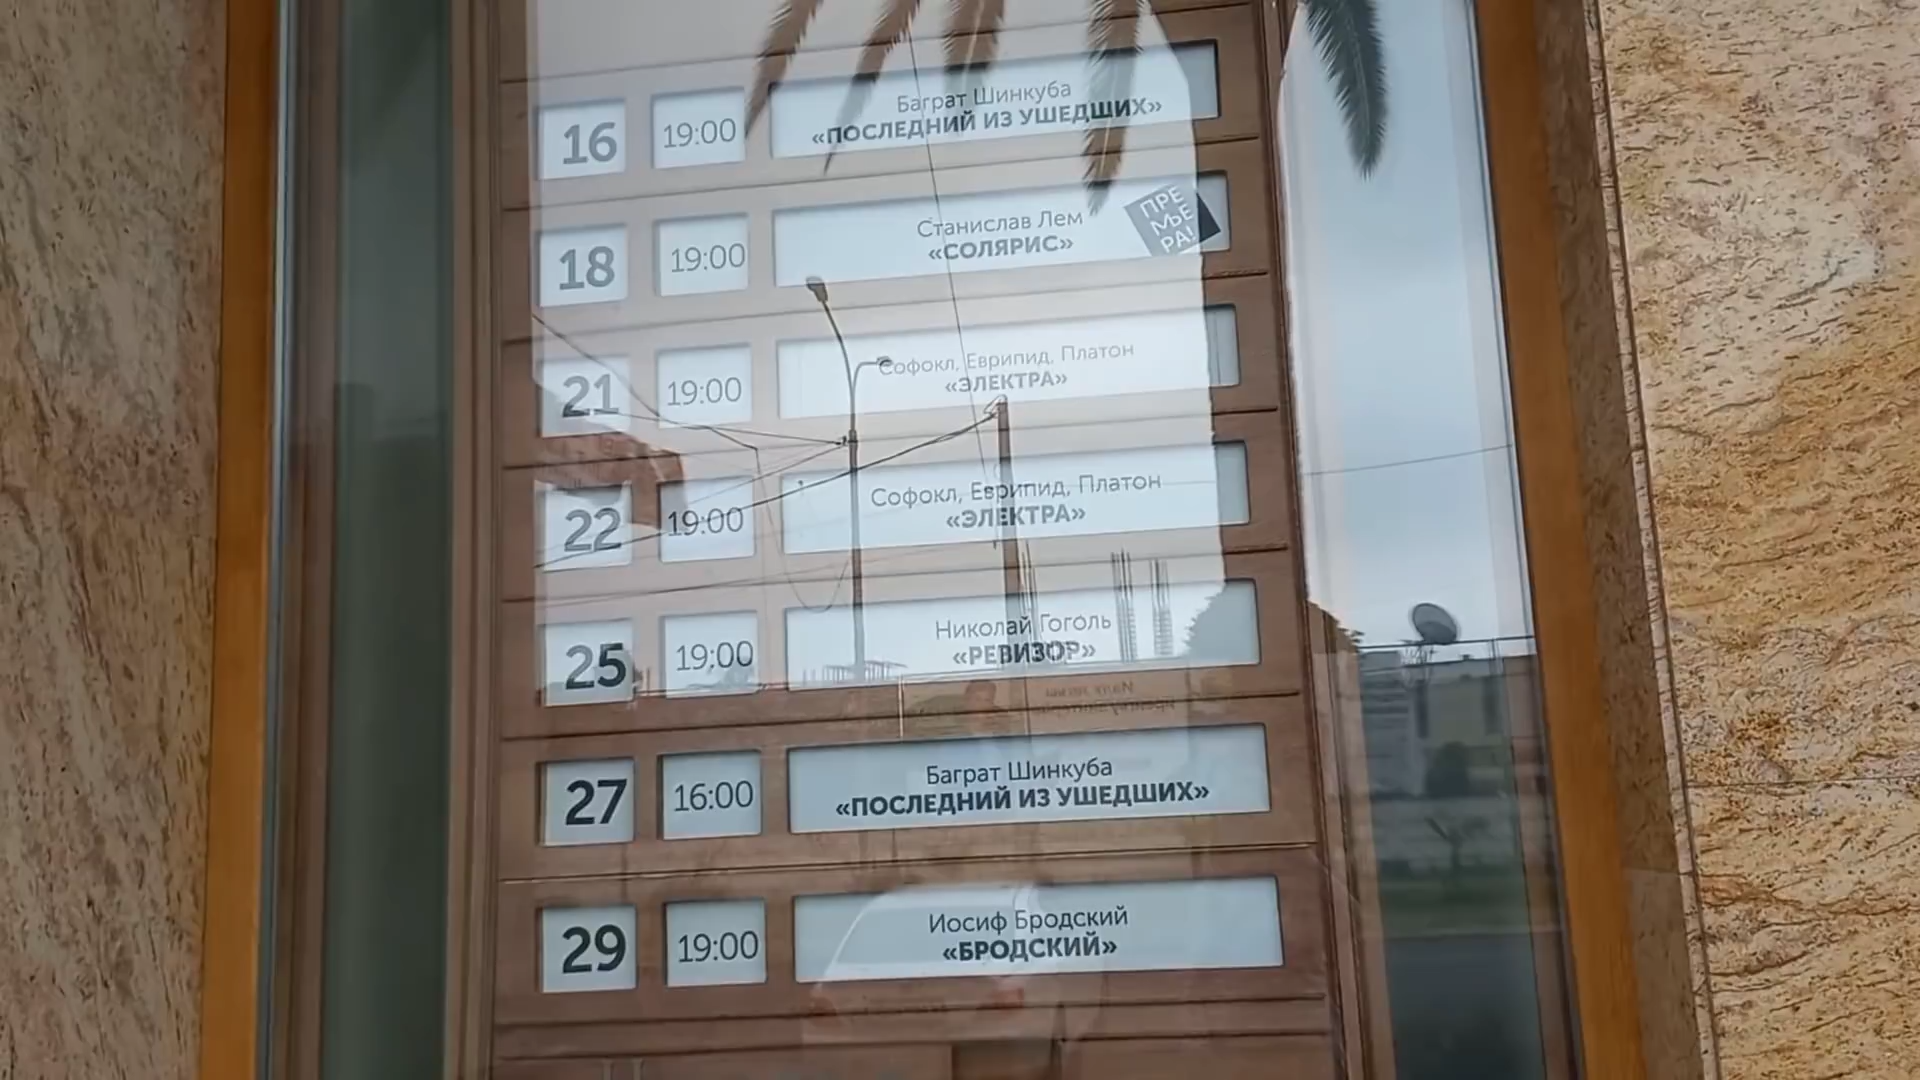 16 19:00 Баграт Шинкуба
«ПОСЛЕДНИЙ ИЗ УШЕДШИХ»
18 19:00 Станислав Лем
«СОЛЯРИС»
ПРЕ
МЬЕ
РА!
21 19:00 Софокл, Еврипид, Платон
«ЭЛЕКТРА»
22 19:00 Софокл, Еврипид, Платон
«ЭЛЕКТРА»
25 19:00 Николай Гоголь
«РЕВИЗОР»
27 16:00 Баграт Шинкуба
«ПОСЛЕДНИЙ ИЗ УШЕДШИХ»
29 19:00 Иосиф Бродский
«БРОДСКИЙ»